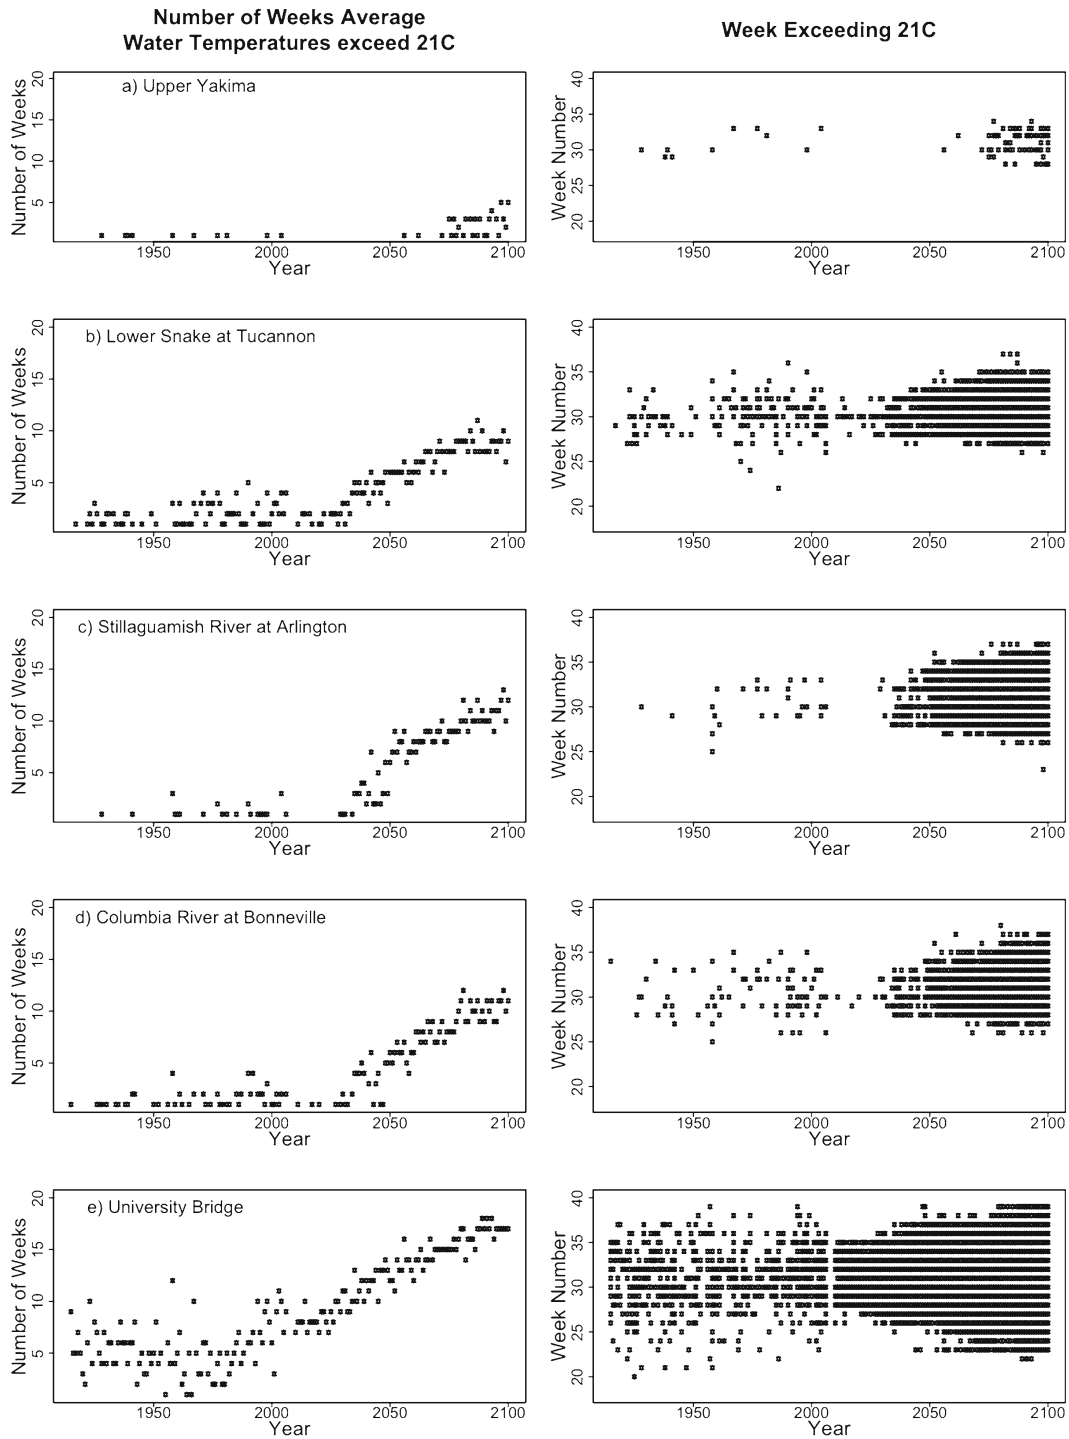 Number of Weeks Average
Water Temperatures exceed 21C
Week Exceeding 21C
a) Upper Yakima
Number of Weeks
5 10 15 20
1950 2000 2050 2100
Year
Week Number
20 25 30 35 40
1950 2000 2050 2100
Year
b) Lower Snake at Tucannon
Number of Weeks
5 10 15 20
1950 2000 2050 2100
Year
Week Number
20 25 30 35 40
1950 2000 2050 2100
Year
c) Stillaguamish River at Arlington
Number of Weeks
5 10 15 20
1950 2000 2050 2100
Year
Week Number
20 25 30 35 40
1950 2000 2050 2100
Year
d) Columbia River at Bonneville
Number of Weeks
5 10 15 20
1950 2000 2050 2100
Year
Week Number
20 25 30 35 40
1950 2000 2050 2100
Year
e) University Bridge
Number of Weeks
5 10 15 20
1950 2000 2050 2100
Year
Week Number
20 25 30 35 40
1950 2000 2050 2100
Year